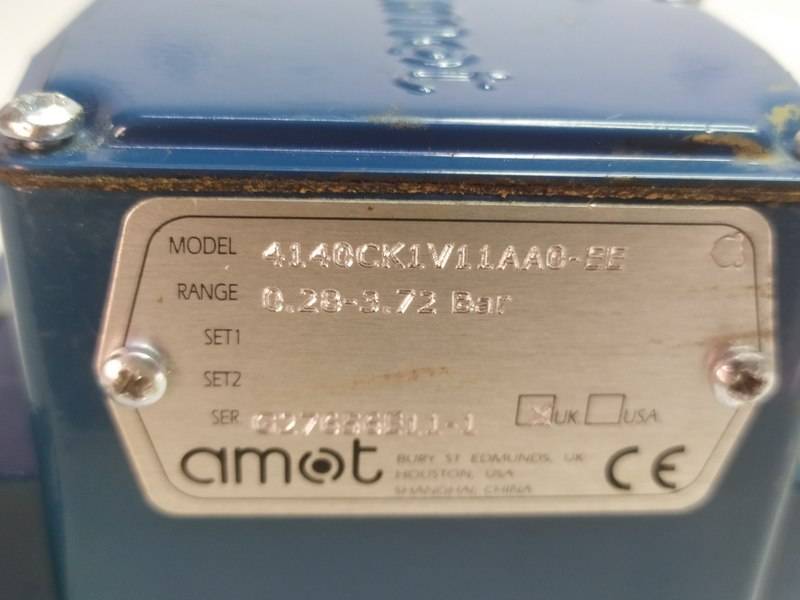 MODEL 4140CK1V11AA0-EE
RANGE 0.28-3.72 Bar
SET1
SET2
SER UK USA
amot
BURY ST EDMUNDS, UK
HOUSTON, USA
SHANGHAI, CHINA
CE